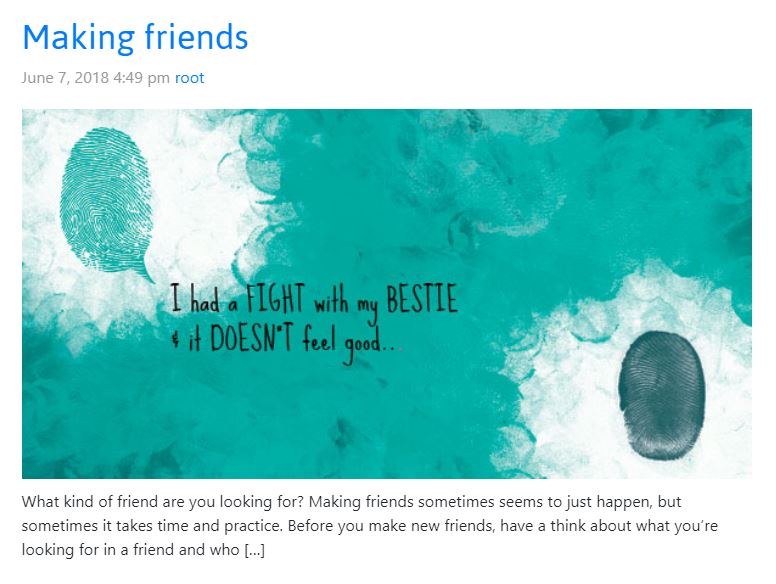 Making friends
June 7, 2018 4:49 pm root
I had a FIGHT with my BESTIE
& it DOESN'T feel good...
What kind of friend are you looking for? Making friends sometimes seems to just happen, but
sometimes it takes time and practice. Before you make new friends, have a think about what you’re
looking for in a friend and who [...]